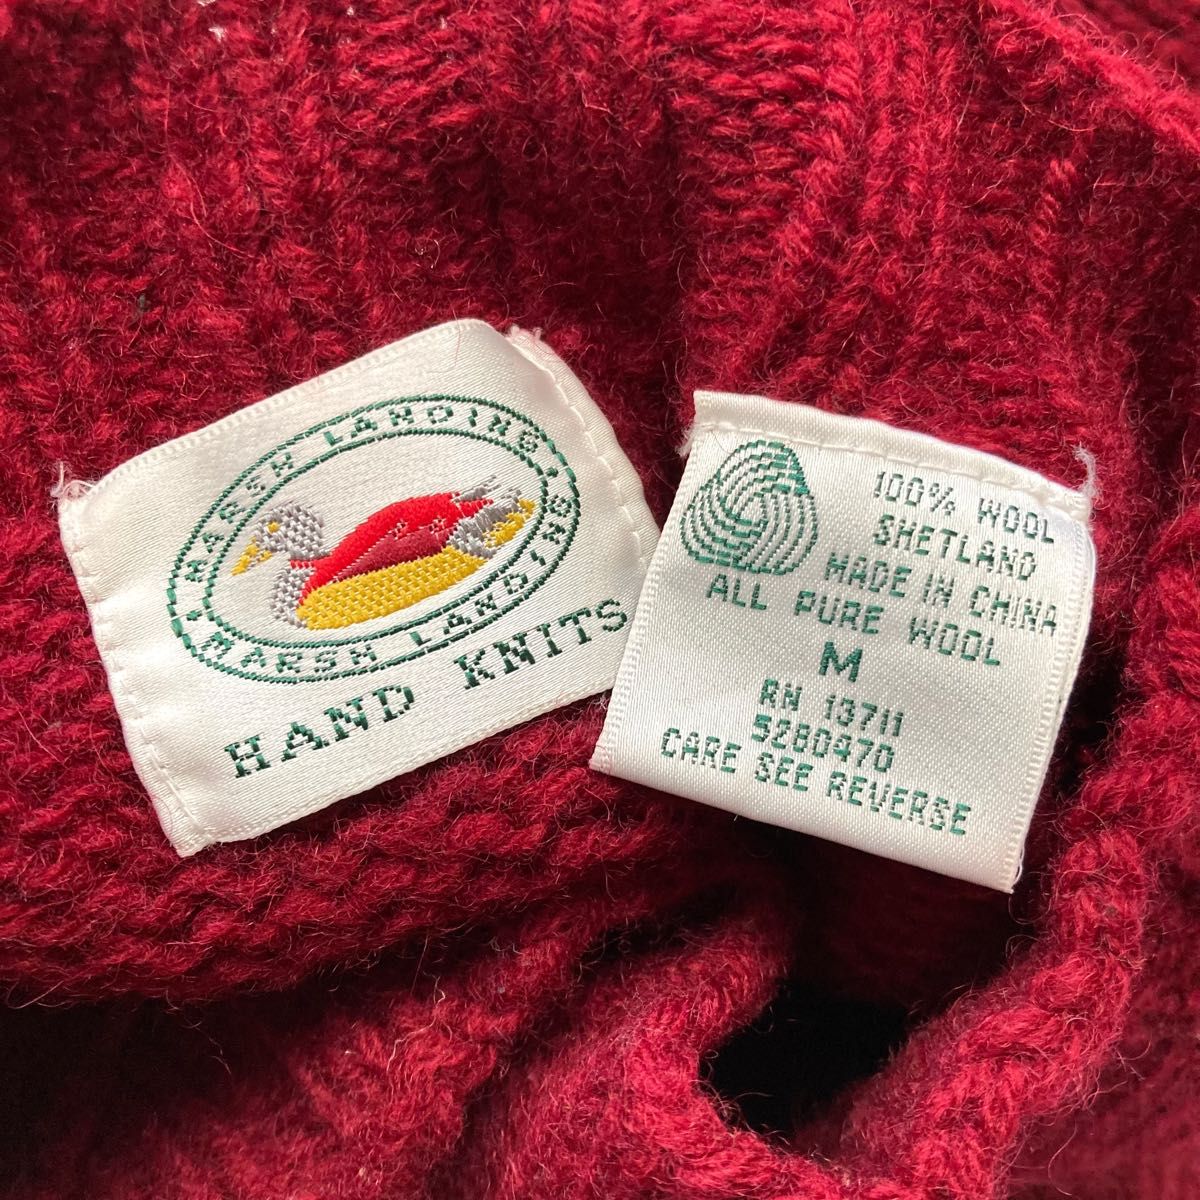 MARSH LANDING
MARSH LANDING
HAND KNITS
100% WOOL
SHETLAND
MADE IN CHINA
ALL PURE WOOL
M
RN 13711
5280470
CARE SEE REVERSE